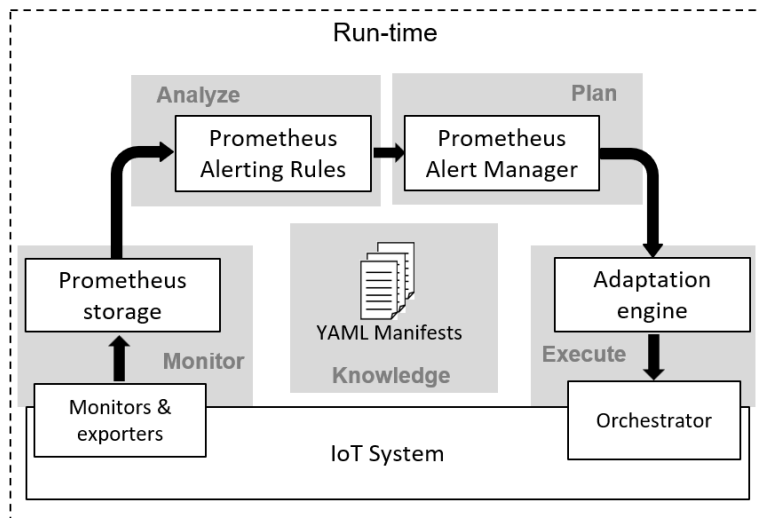 Run-time
Analyze
Prometheus
Alerting Rules
Plan
Prometheus
Alert Manager
Prometheus
storage
Monitor
Monitors &
exporters
YAML Manifests
Knowledge
Adaptation
engine
Execute
Orchestrator
IoT System